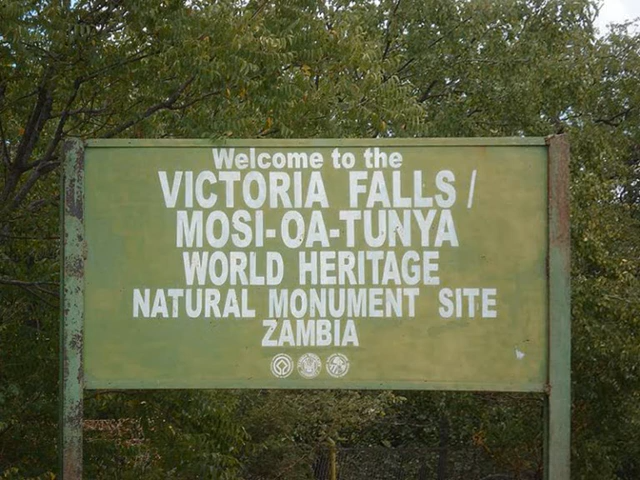 Welcome to the
VICTORIA FALLS /
MOSI-OA-TUNYA
WORLD HERITAGE
NATURAL MONUMENT SITE
ZAMBIA